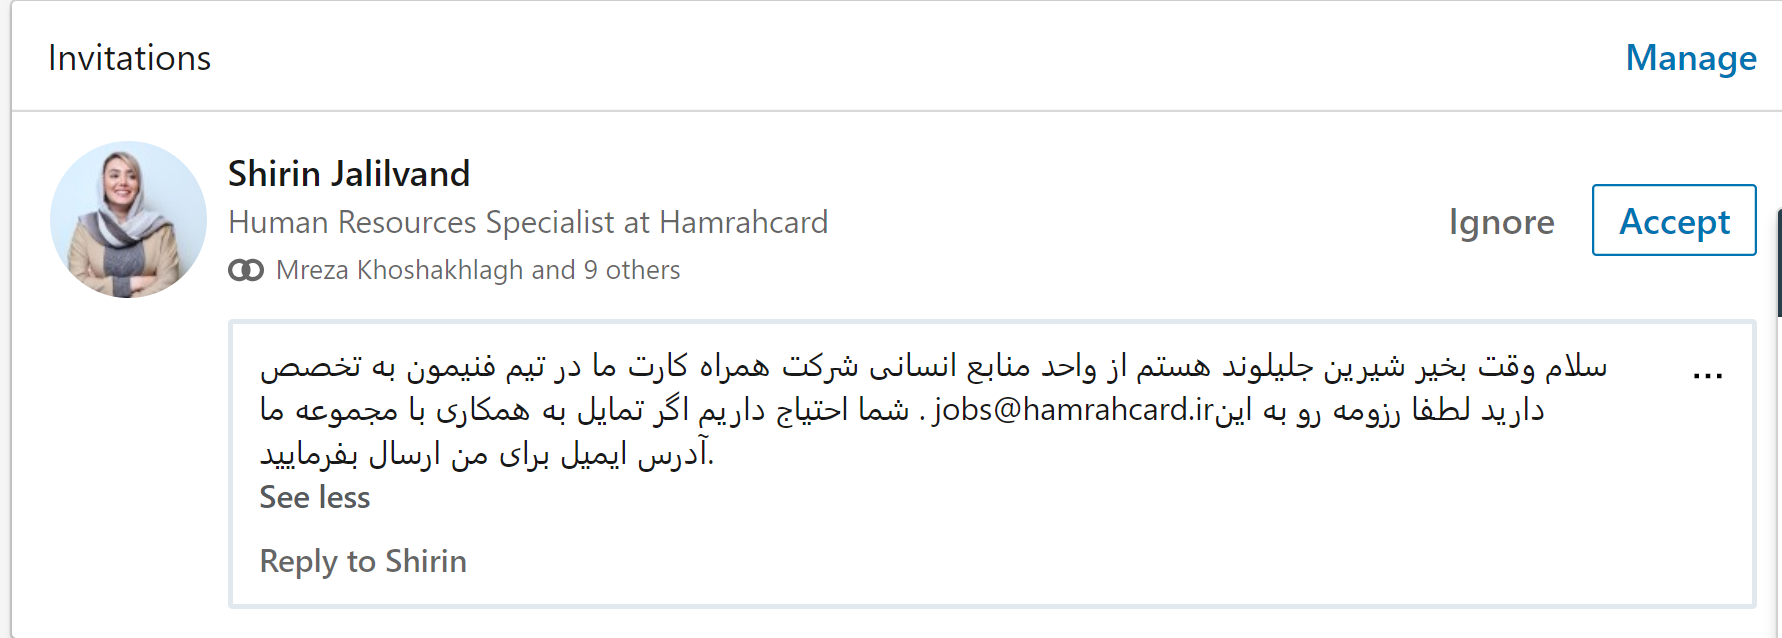 Invitations
Manage
Shirin Jalilvand
Human Resources Specialist at Hamrahcard
Mreza Khoshakhlagh and 9 others
Ignore
Accept
سلام وقت بخیر شیرین جلیلوند هستم از واحد منابع انسانی شرکت همراه کارت ما در تیم فنیمون به تخصص
شما احتیاج داریم اگر تمایل به همکاری با مجموعه ما . jobs@hamrahcard.irدارید لطفا رزومه رو به این
آدرس ایمیل برای من ارسال بفرمایید.
...
See less
Reply to Shirin